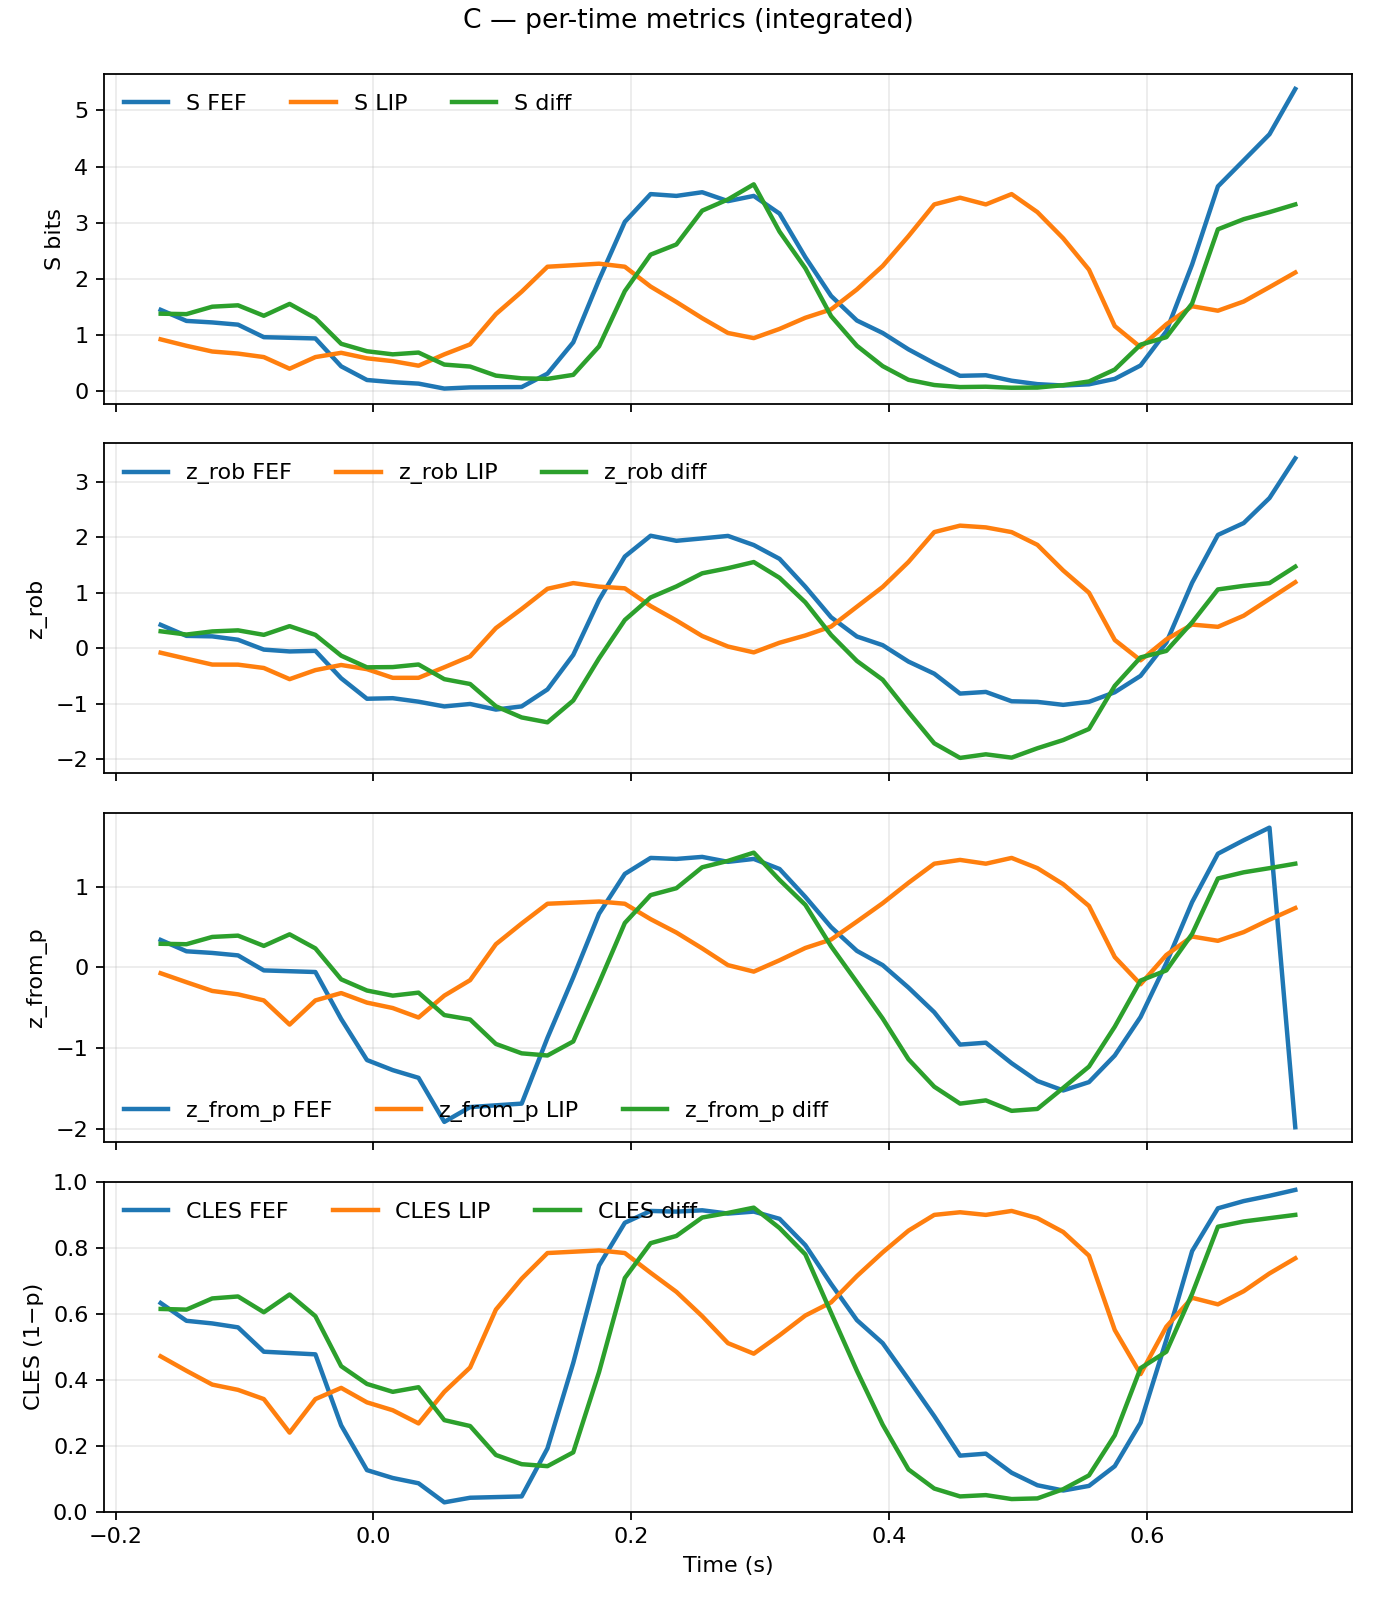 C — per-time metrics (integrated)
S FEF S LIP S diff
5
4
3
2
1
0
S bits
z_rob FEF z_rob LIP z_rob diff
3
2
1
0
−1
−2
z_rob
1
0
−1
−2
z_from_p
z_from_p FEF z_from_p LIP z_from_p diff
CLES FEF CLES LIP CLES diff
1.0
0.8
0.6
0.4
0.2
0.0
CLES (1−p)
−0.2 0.0 0.2 0.4 0.6
Time (s)